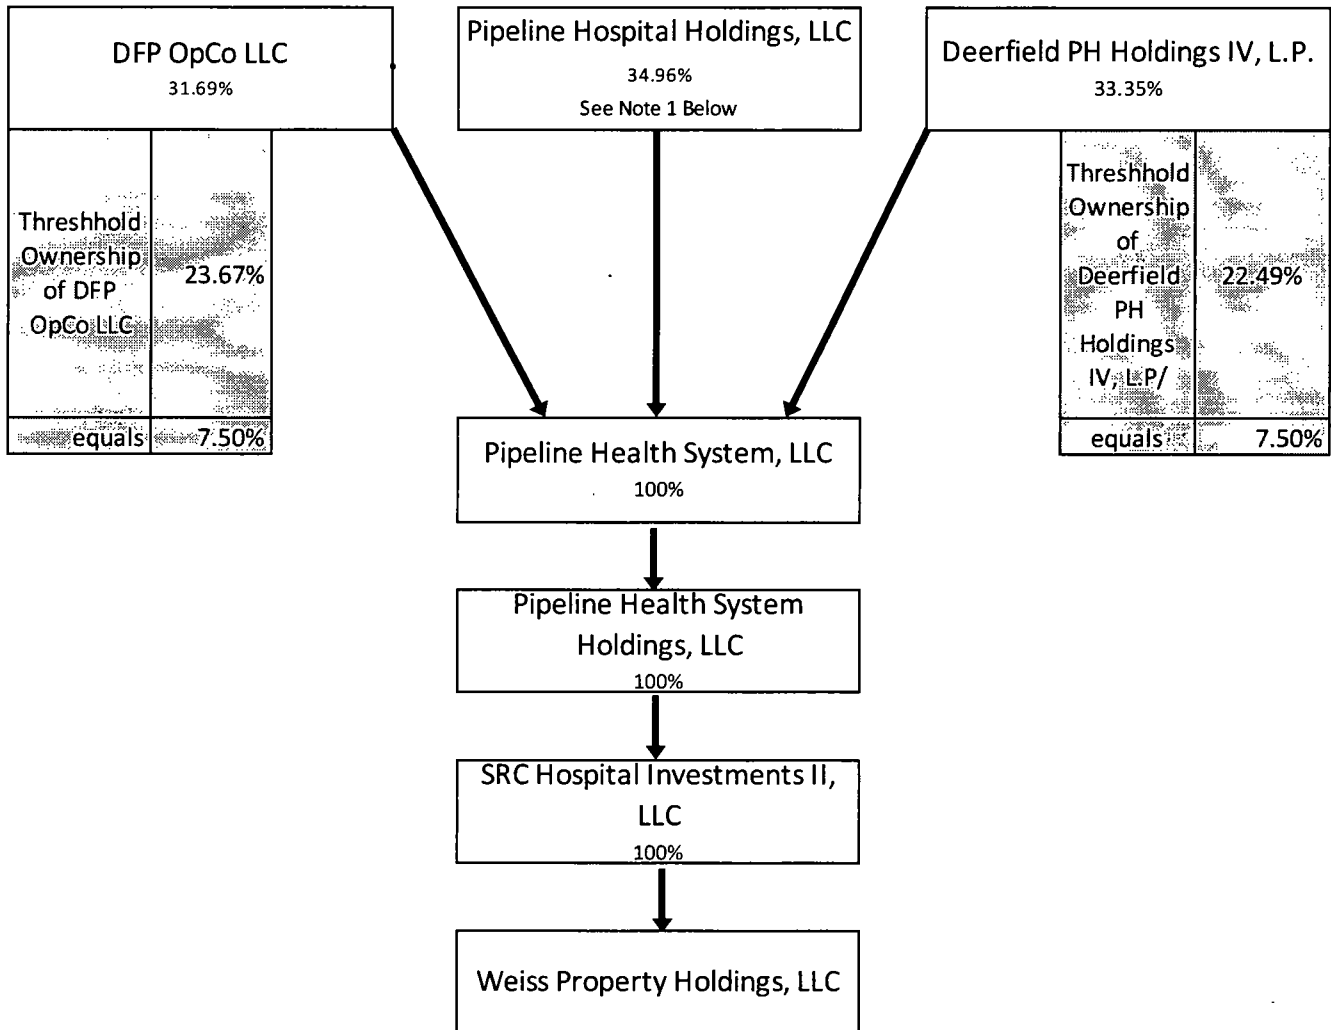 DFP OpCo LLC
31.69%
Pipeline Hospital Holdings, LLC
34.96%
See Note 1 Below
Deerfield PH Holdings IV, L.P.
33.35%
Threshhold
Ownership
of DFP
OpCo LLC
23.67%
equals
7.50%
Threshhold
Ownership
of
Deerfield
PH
Holdings
IV, L.P/
22.49%
equals
7.50%
Pipeline Health System, LLC
100%
Pipeline Health System
Holdings, LLC
100%
SRC Hospital Investments II,
LLC
100%
Weiss Property Holdings, LLC